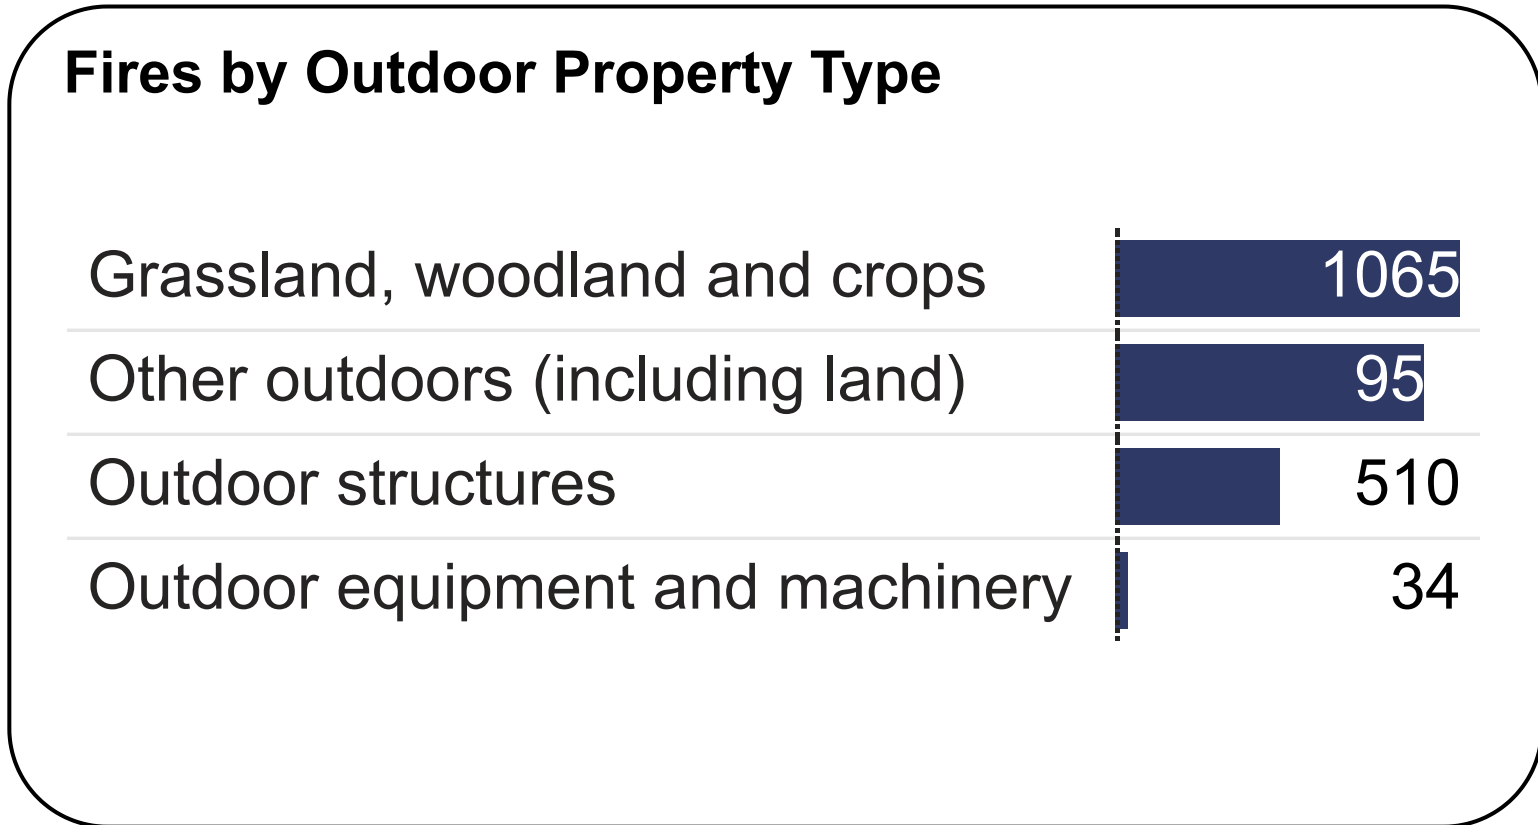 Fires by Outdoor Property Type
Grassland, woodland and crops 1065
Other outdoors (including land) 95
Outdoor structures 510
Outdoor equipment and machinery 34